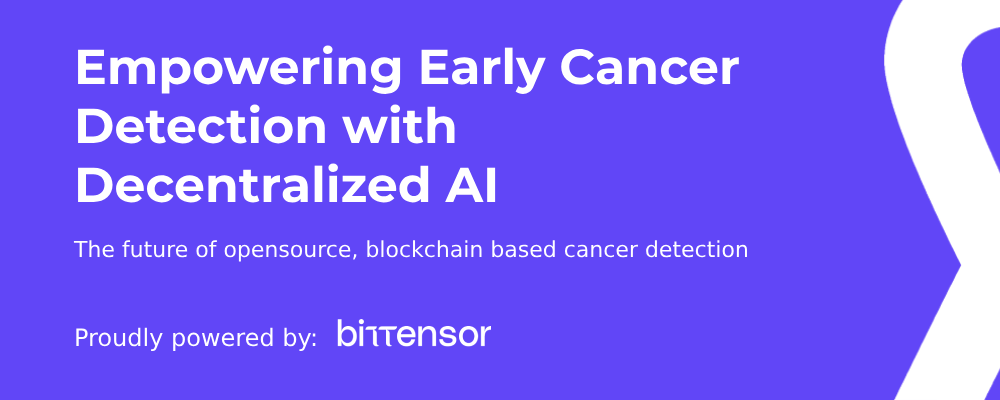 Empowering Early Cancer
Detection with
Decentralized AI
The future of opensource, blockchain based cancer detection
Proudly powered by: bittensor